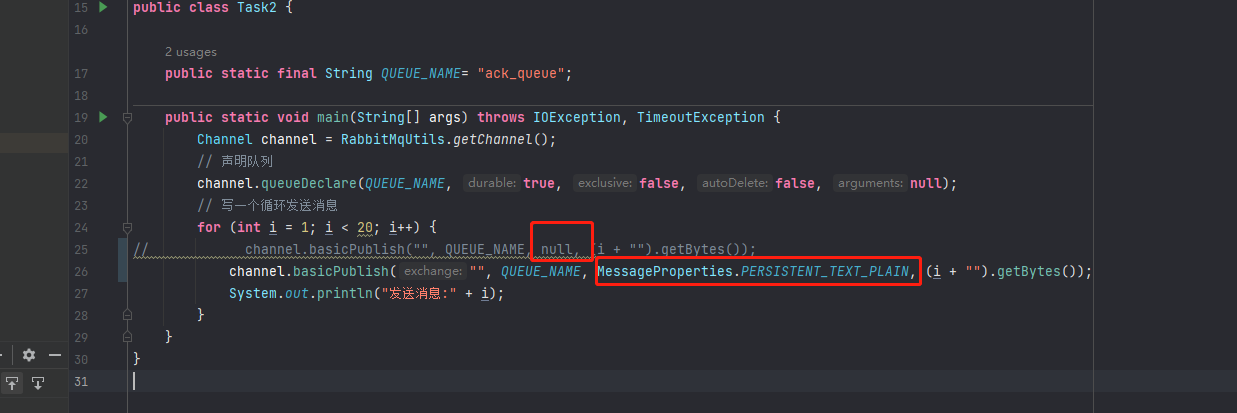 15 public class Task2 {
16
2 usages
17 public static final String QUEUE_NAME= "ack_queue";
18
19 public static void main(String[] args) throws IOException, TimeoutException {
20 Channel channel = RabbitMqUtils.getChannel();
21 // 声明队列
22 channel.queueDeclare(QUEUE_NAME, durable: true, exclusive: false, autoDelete: false, arguments: null);
23 // 写一个循环发送消息
24 for (int i = 1; i < 20; i++) {
25 // channel.basicPublish("", QUEUE_NAME, null, (i + "").getBytes());
26 channel.basicPublish( exchange: "", QUEUE_NAME, MessageProperties.PERSISTENT_TEXT_PLAIN, (i + "").getBytes());
27 System.out.println("发送消息:" + i);
28 }
29 }
30 }
31